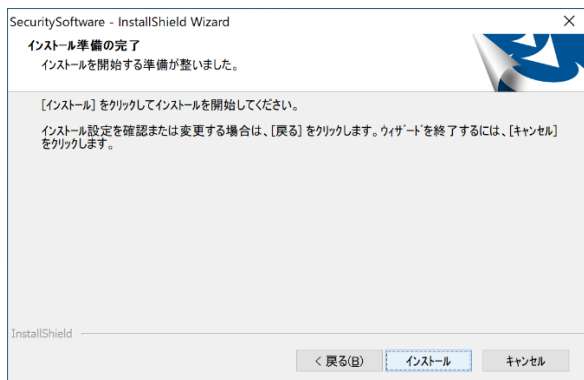 SecuritySoftware - InstallShield Wizard
インストール準備の完了
インストールを開始する準備が整いました。
[インストール] をクリックしてインストールを開始してください。
インストール設定を確認または変更する場合は、[戻る] をクリックします。ウィザードを終了するには、[キャンセル]
をクリックします。
InstallShield
< 戻る(B)
インストール
キャンセル